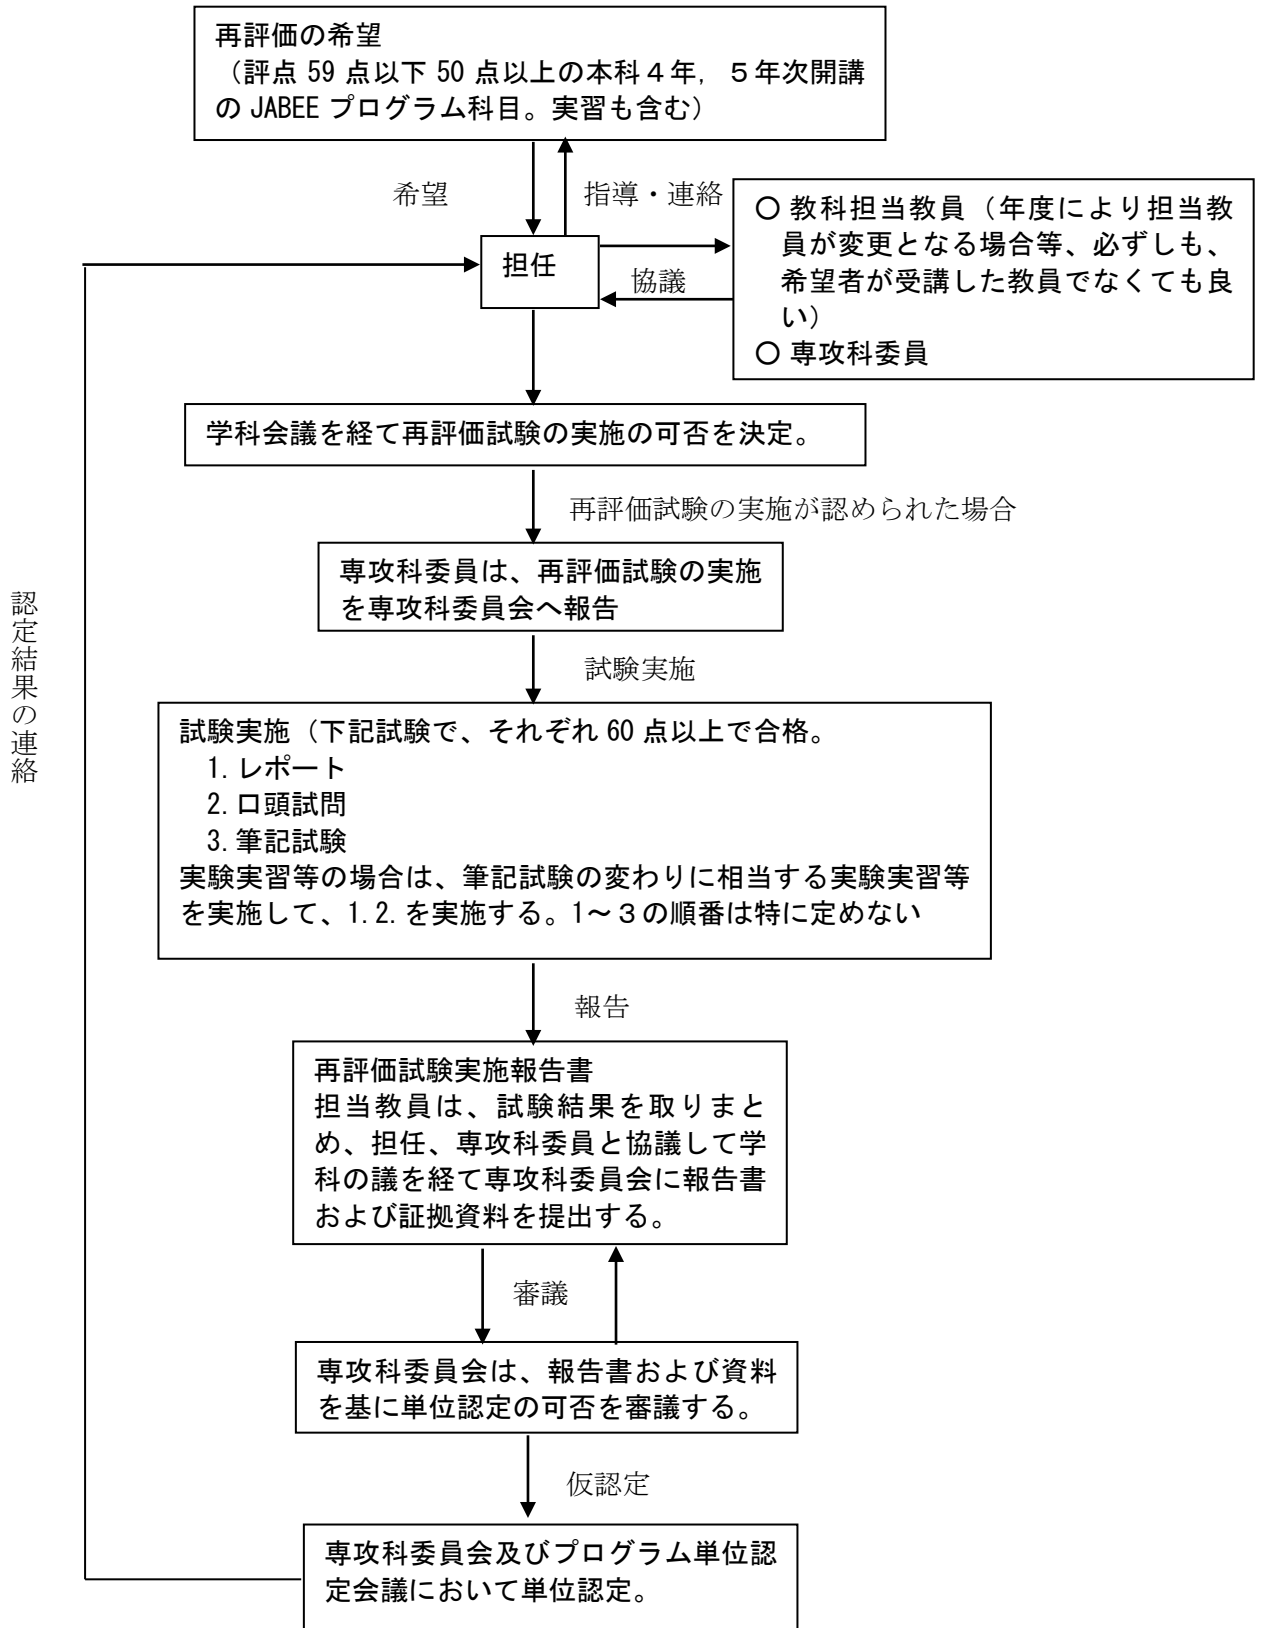 再評価の希望
（評点 59 点以下 50 点以上の本科４年，５年次開講
の JABEE プログラム科目。実習も含む）
希望
指導・連絡
○ 教科担当教員（年度により担当教
員が変更となる場合等、必ずしも、
希望者が受講した教員でなくても良
い）
○ 専攻科委員
担任
協議
学科会議を経て再評価試験の実施の可否を決定。
再評価試験の実施が認められた場合
専攻科委員は、再評価試験の実施
を専攻科委員会へ報告
試験実施
認定結果の連絡
試験実施（下記試験で、それぞれ 60 点以上で合格。
1. レポート
2. 口頭試問
3. 筆記試験
実験実習等の場合は、筆記試験の変わりに相当する実験実習等
を実施して、1. 2. を実施する。1～３の順番は特に定めない
報告
再評価試験実施報告書
担当教員は、試験結果を取りまと
め、担任、専攻科委員と協議して学
科の議を経て専攻科委員会に報告書
および証拠資料を提出する。
審議
専攻科委員会は、報告書および資料
を基に単位認定の可否を審議する。
仮認定
専攻科委員会及びプログラム単位認
定会議において単位認定。